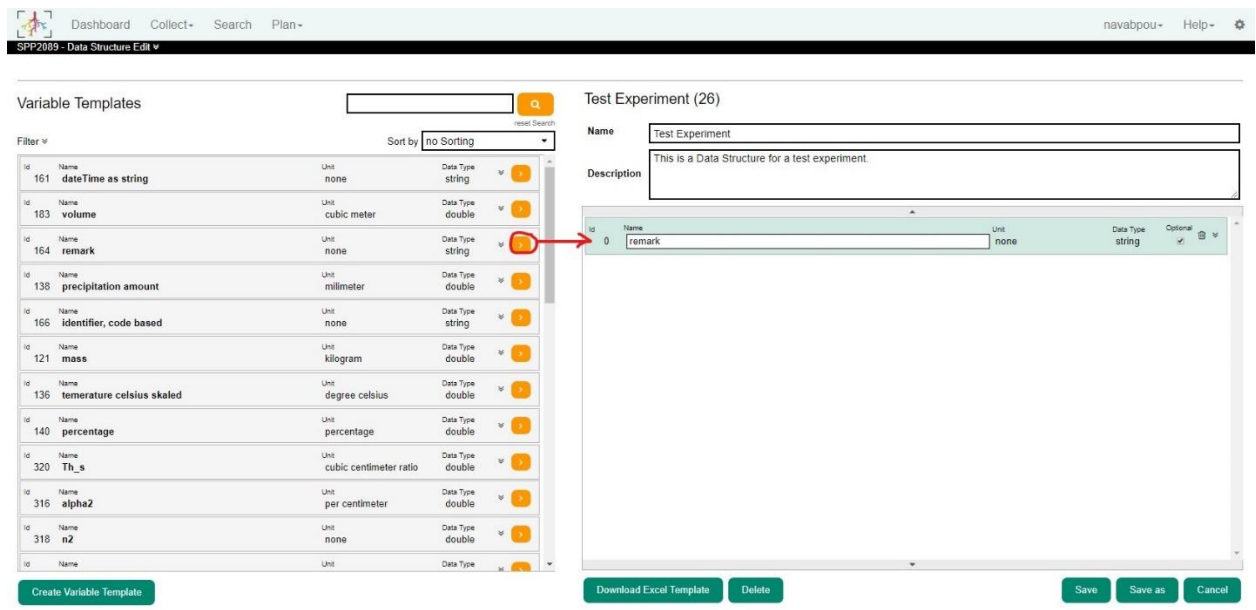 Dashboard Collect Search Plan navabpou Help
SPP2089 - Data Structure Edit
Variable Templates
reset Search
Filter Sort by no Sorting
Id Name Unit Data Type
161 dateTime as string none string
Id Name Unit Data Type
183 volume cubic meter double
Id Name Unit Data Type
164 remark none string
Id Name Unit Data Type
138 precipitation amount milimeter double
Id Name Unit Data Type
166 identifier, code based none string
Id Name Unit Data Type
121 mass kilogram double
Id Name Unit Data Type
136 temerature celsius skaled degree celsius double
Id Name Unit Data Type
140 percentage percentage double
Id Name Unit Data Type
320 Th_s cubic centimeter ratio double
Id Name Unit Data Type
316 alpha2 per centimeter double
Id Name Unit Data Type
318 n2 none double
Id Name Unit Data Type
Create Variable Template
Test Experiment (26)
Name Test Experiment
Description This is a Data Structure for a test experiment.
Id Name Unit Data Type Optional
0 remark none string
Download Excel Template Delete Save Save as Cancel